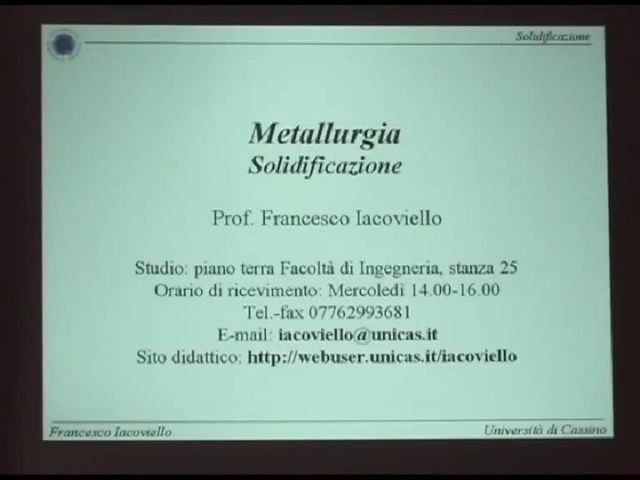 Solidificazione
Metallurgia
Solidificazione
Prof. Francesco Iacoviello
Studio: piano terra Facoltà di Ingegneria, stanza 25
Orario di ricevimento: Mercoledì 14.00-16.00
Tel.-fax 07762993681
E-mail: iacoviello@unicas.it
Sito didattico: http://webuser.unicas.it/iacoviello
Francesco Iacoviello
Università di Cassino